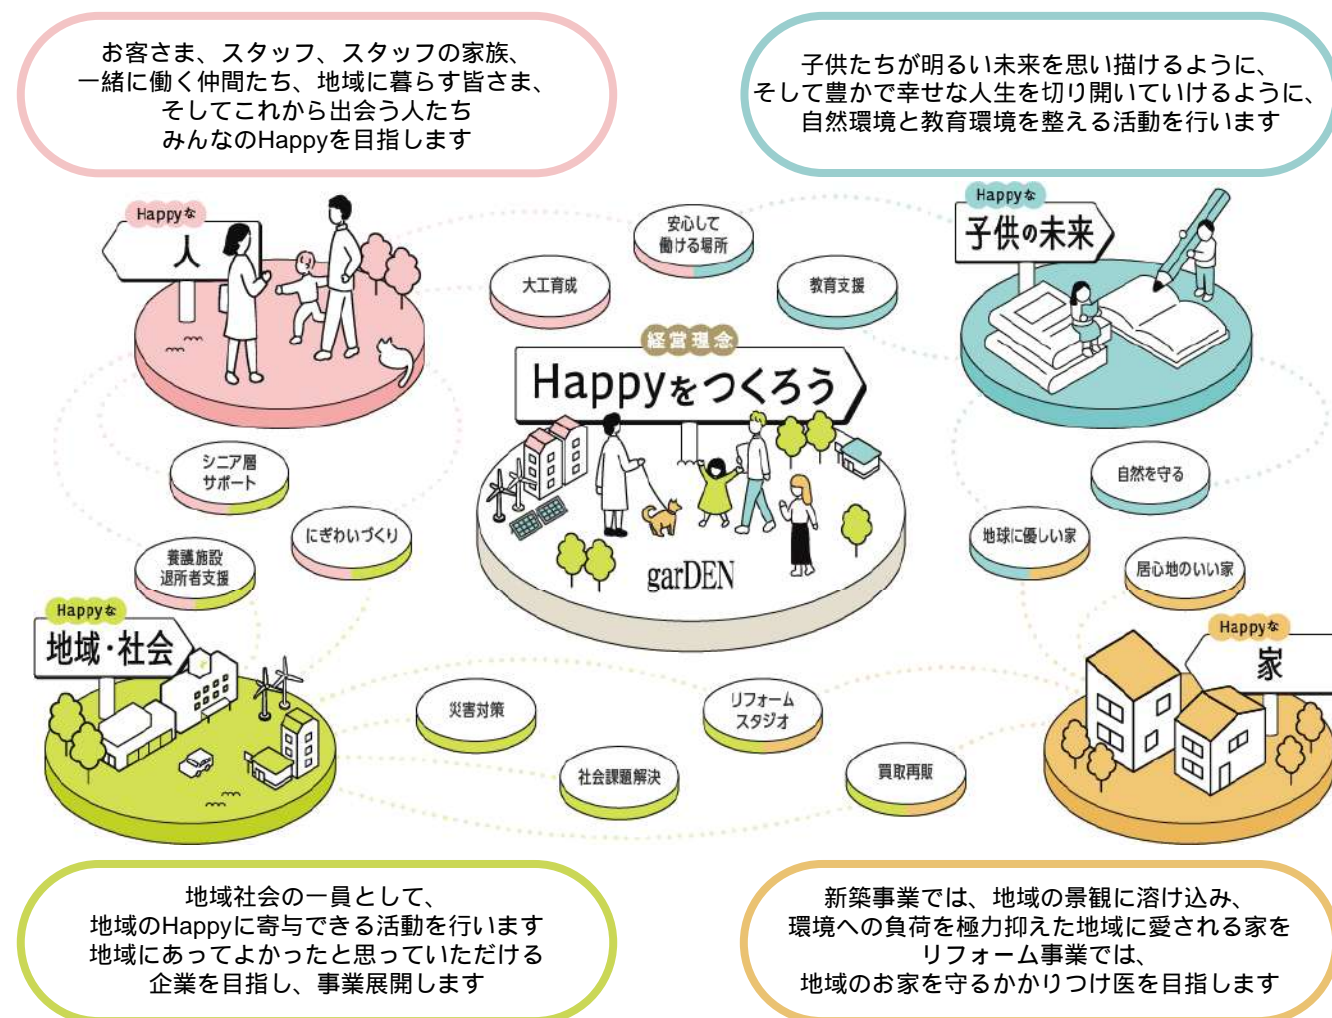 お客さま、スタッフ、スタッフの家族、
一緒に働く仲間たち、地域に暮らす皆さま、
そしてこれから出会う人たち
みんなのHappyを目指します
子供たちが明るい未来を思い描けるように、
そして豊かで幸せな人生を切り開いていけるように、
自然環境と教育環境を整える活動を行います
Happyな
人
Happyな
子供の未来
安心して
働ける場所
大工育成
教育支援
経営理念
Happyをつくろう
garDEN
シニア層
サポート
にぎわいづくり
養護施設
退所者支援
自然を守る
地球に優しい家
居心地のいい家
Happyな
地域・社会
Happyな
家
災害対策
リフォーム
スタジオ
社会課題解決
買取再販
地域社会の一員として、
地域のHappyに寄与できる活動を行います
地域にあってよかったと思っていただける
企業を目指し、事業展開します
新築事業では、地域の景観に溶け込み、
環境への負荷を極力抑えた地域に愛される家を
リフォーム事業では、
地域のお家を守るかかりつけ医を目指します